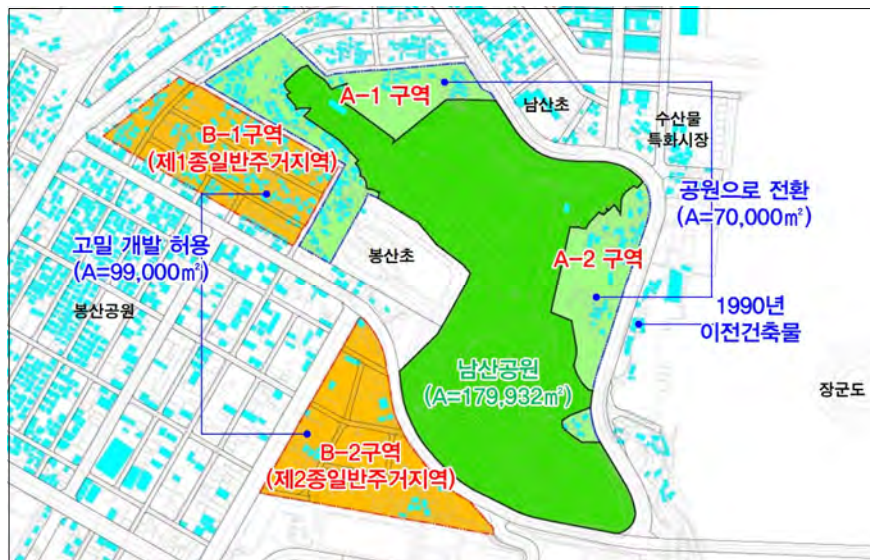 A-1 구역
남산초
수산물
특화시장
B-1구역
(제1종일반주거지역)
공원으로 전환
(A=70,000㎡)
고밀 개발 허용
(A=99,000㎡)
봉산초
A-2 구역
봉산공원
1990년
이전건축물
남산공원
(A=179,932㎡)
장군도
B-2구역
(제2종일반주거지역)